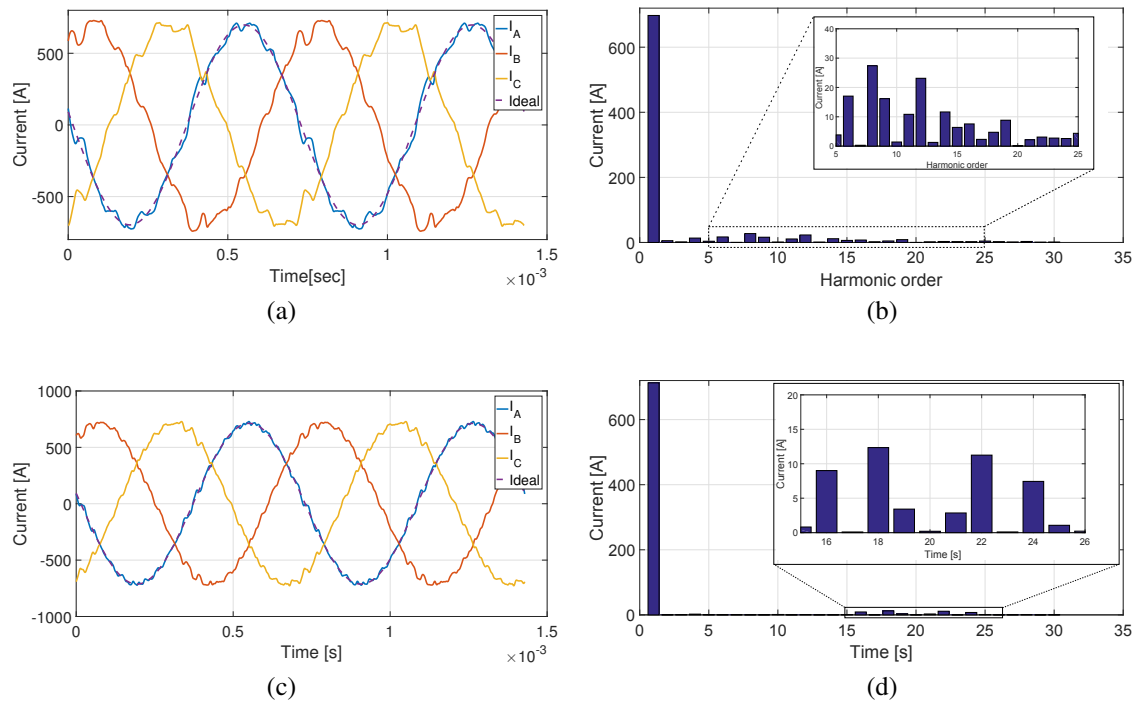 500
0
-500
Current [A]
0
0.5
1
1.5
Time[sec]
×10⁻³
I_A
I_B
I_C
Ideal
(a)
600
400
200
0
Current [A]
0
5
10
15
20
25
30
35
Harmonic order
40
30
20
10
0
Current [A]
5
10
15
20
25
Harmonic order
(b)
1000
500
0
-500
-1000
Current [A]
0
0.5
1
1.5
Time [s]
×10⁻³
I_A
I_B
I_C
Ideal
(c)
600
400
200
0
Current [A]
0
5
10
15
20
25
30
35
Time [s]
20
15
10
5
0
Current [A]
16
18
20
22
24
26
Time [s]
(d)